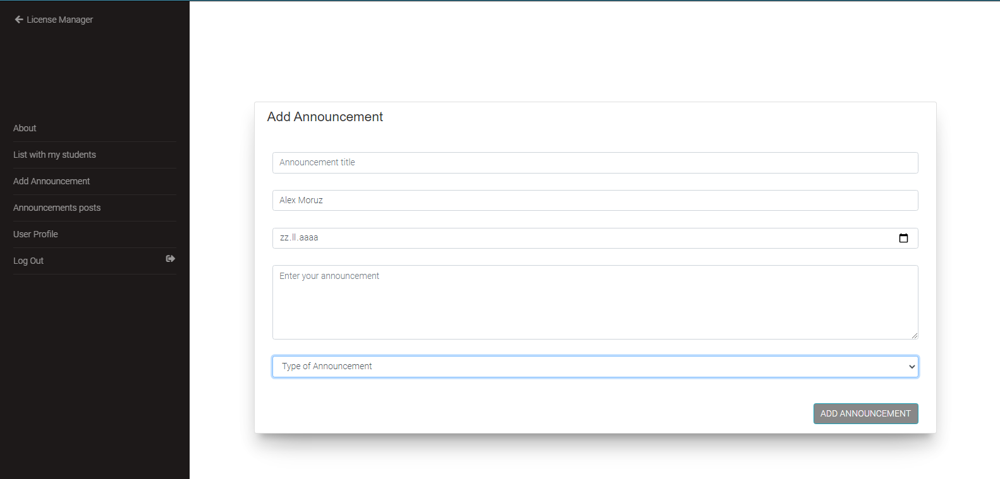 License Manager
About
List with my students
Add Announcement
Announcements posts
User Profile
Log Out
Add Announcement
Announcement title
Alex Moruz
zz.ll.aaaa
Enter your announcement
Type of Announcement
ADD ANNOUNCEMENT